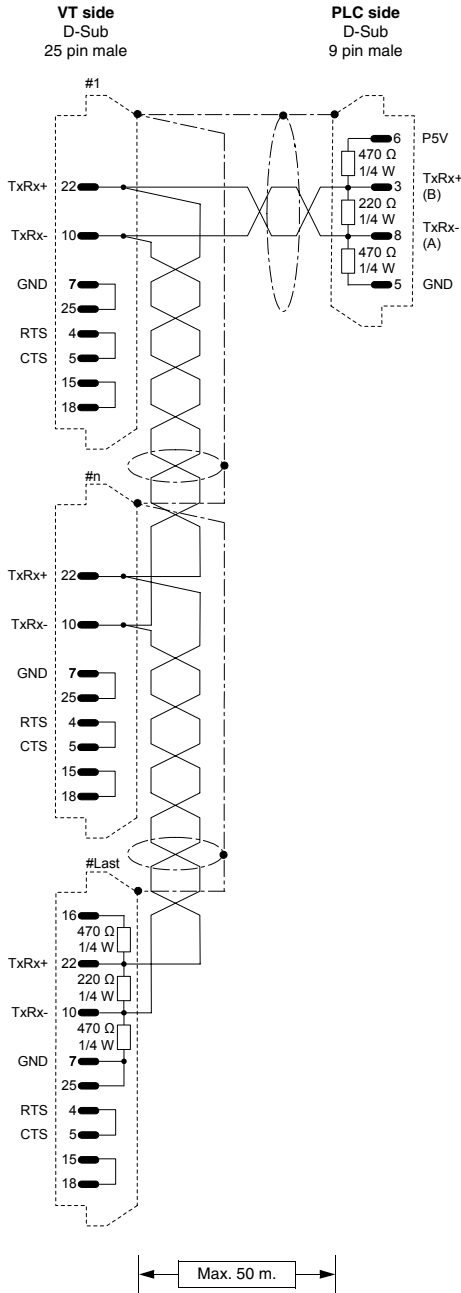 VT side
D-Sub
25 pin male
PLC side
D-Sub
9 pin male
#1
TxRx+ 22
TxRx- 10
GND 7
25
RTS 4
CTS 5
15
18
6 P5V
470 Ω
1/4 W
3 TxRx+
(B)
220 Ω
1/4 W
8 TxRx-
(A)
470 Ω
1/4 W
5 GND
#n
TxRx+ 22
TxRx- 10
GND 7
25
RTS 4
CTS 5
15
18
#Last
16
470 Ω
1/4 W
TxRx+ 22
220 Ω
1/4 W
TxRx- 10
470 Ω
1/4 W
GND 7
25
RTS 4
CTS 5
15
18
Max. 50 m.